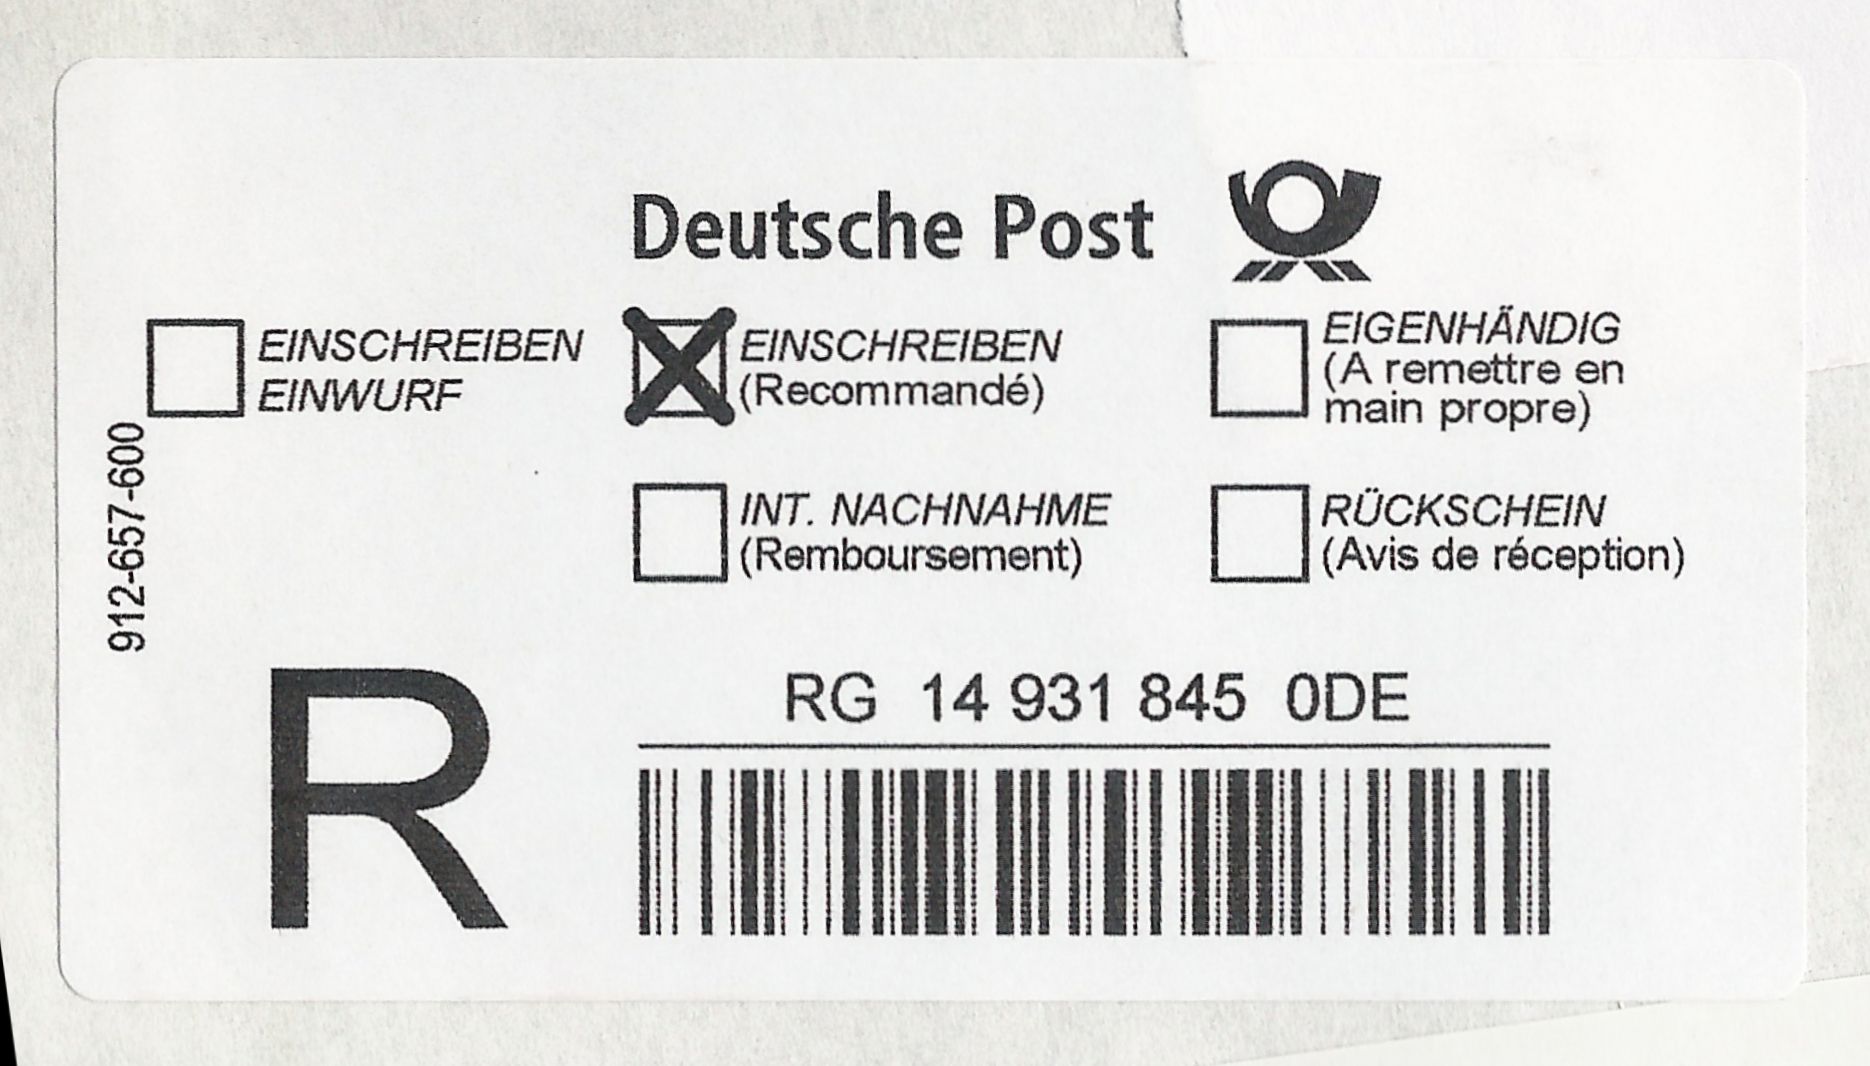 Deutsche Post
EINSCHREIBEN
EINWURF
EINSCHREIBEN
(Recommandé)
EIGENHÄNDIG
(A remettre en
main propre)
INT. NACHNAHME
(Remboursement)
RÜCKSCHEIN
(Avis de réception)
912-657-600
R
RG 14 931 845 0DE